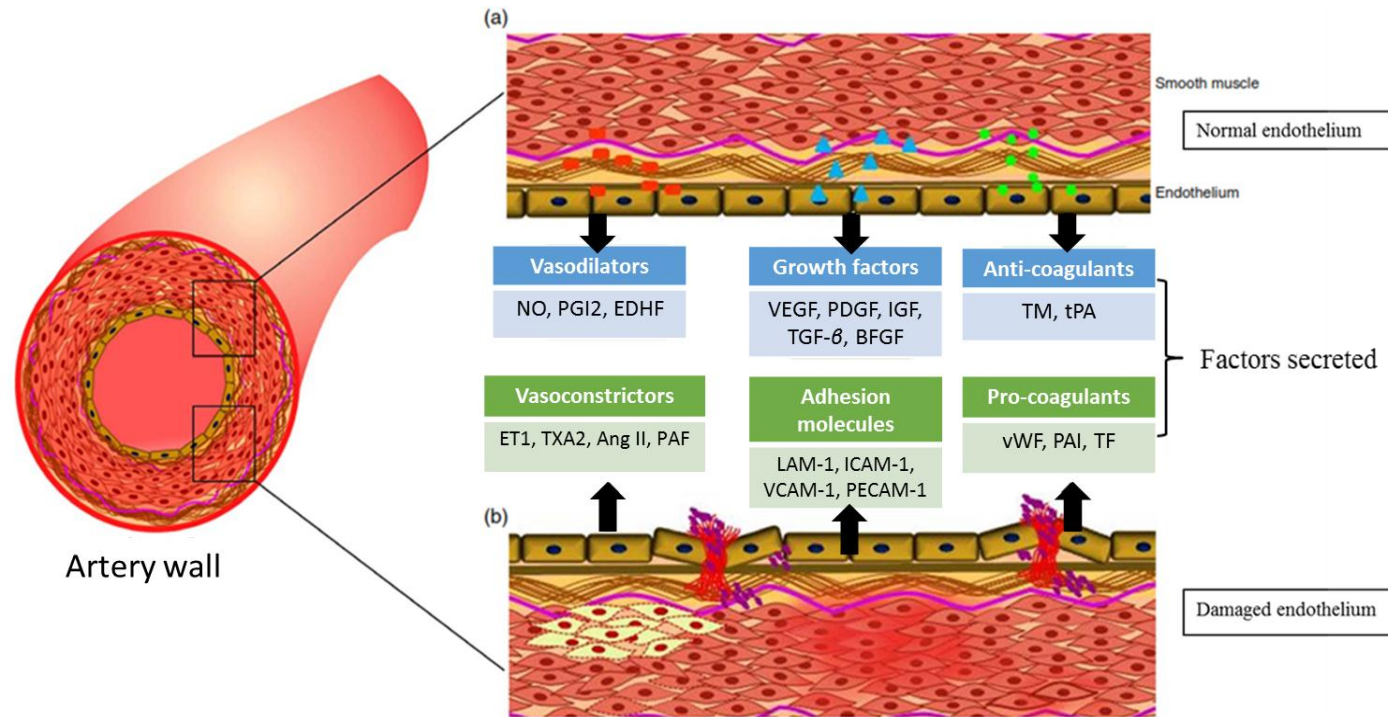 (a)
Smooth muscle
Normal endothelium
Endothelium
Vasodilators
NO, PGI2, EDHF
Growth factors
VEGF, PDGF, IGF,
TGF-β, BFGF
Anti-coagulants
TM, tPA
Factors secreted
Vasoconstrictors
ET1, TXA2, Ang II, PAF
Adhesion
molecules
LAM-1, ICAM-1,
VCAM-1, PECAM-1
Pro-coagulants
vWF, PAI, TF
(b)
Artery wall
Damaged endothelium